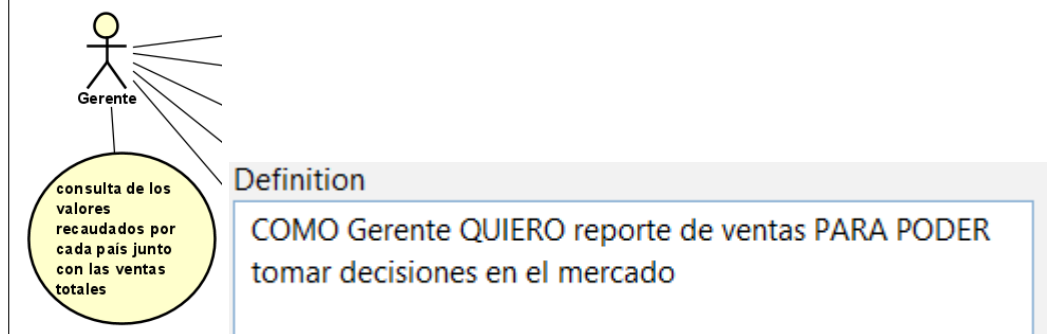 Gerente
consulta de los
valores
recaudados por
cada país junto
con las ventas
totales
Definition
COMO Gerente QUIERO reporte de ventas PARA PODER
tomar decisiones en el mercado